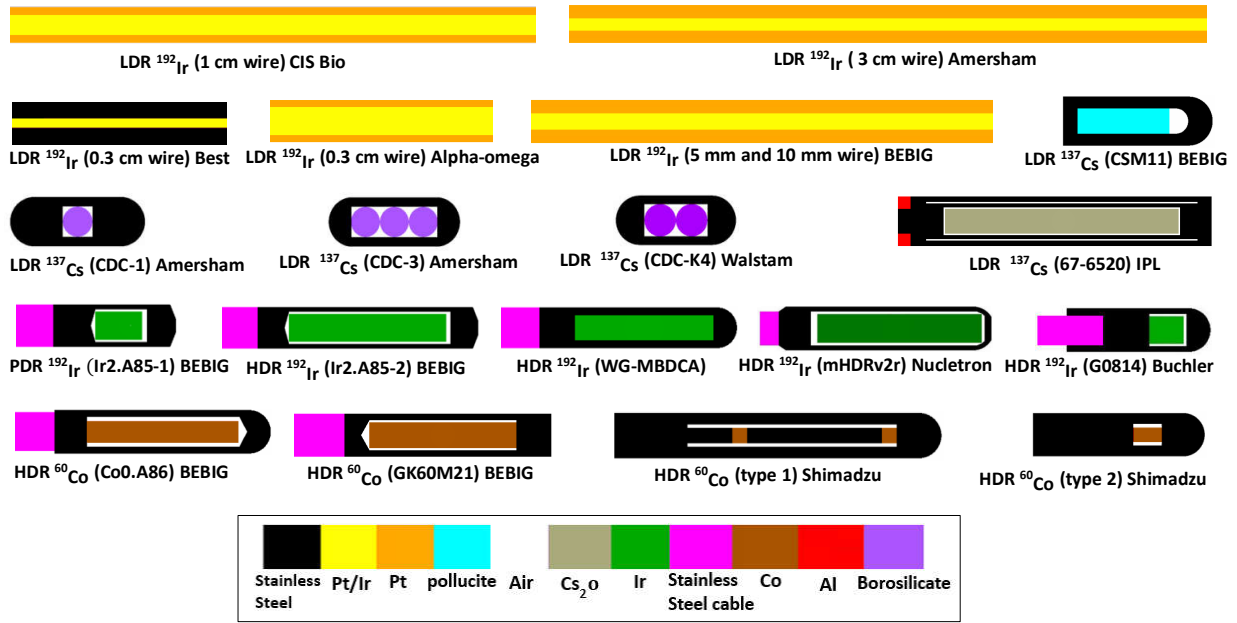 LDR ¹⁹²Ir (1 cm wire) CIS Bio
LDR ¹⁹²Ir ( 3 cm wire) Amersham
LDR ¹⁹²Ir (0.3 cm wire) Best
LDR ¹⁹²Ir (0.3 cm wire) Alpha-omega
LDR ¹⁹²Ir (5 mm and 10 mm wire) BEBIG
LDR ¹³⁷Cs (CSM11) BEBIG
LDR ¹³⁷Cs (CDC-1) Amersham
LDR ¹³⁷Cs (CDC-3) Amersham
LDR ¹³⁷Cs (CDC-K4) Walstam
LDR ¹³⁷Cs (67-6520) IPL
PDR ¹⁹²Ir (Ir2.A85-1) BEBIG
HDR ¹⁹²Ir (Ir2.A85-2) BEBIG
HDR ¹⁹²Ir (WG-MBDCA)
HDR ¹⁹²Ir (mHDRv2r) Nucletron
HDR ¹⁹²Ir (G0814) Buchler
HDR ⁶⁰Co (Co0.A86) BEBIG
HDR ⁶⁰Co (GK60M21) BEBIG
HDR ⁶⁰Co (type 1) Shimadzu
HDR ⁶⁰Co (type 2) Shimadzu
Stainless
Steel
Pt/Ir
Pt
pollucite
Air
Cs₂o
Ir
Stainless
Steel cable
Co
Al
Borosilicate